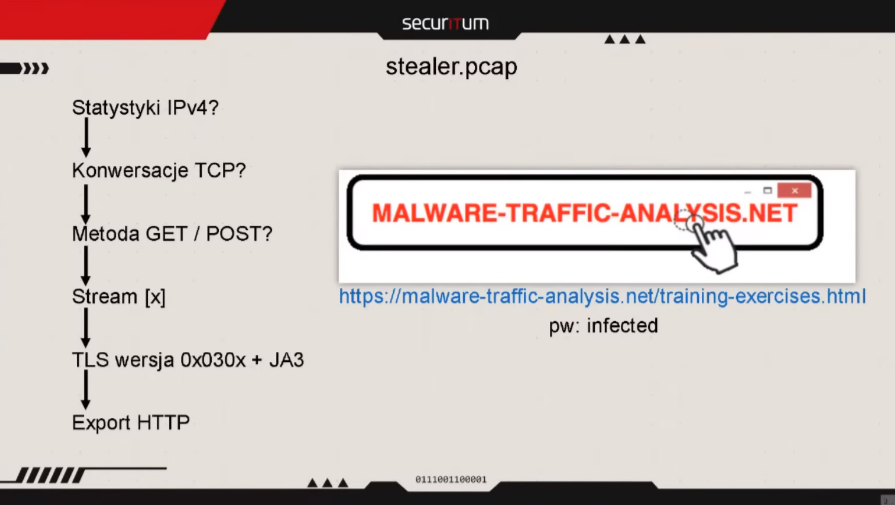 securITum
stealer.pcap
Statystyki IPv4?
Konwersacje TCP?
Metoda GET / POST?
Stream [x]
TLS wersja 0x030x + JA3
Export HTTP
MALWARE-TRAFFIC-ANALYSIS.NET
https://malware-traffic-analysis.net/training-exercises.html
pw: infected
0111001100001
2